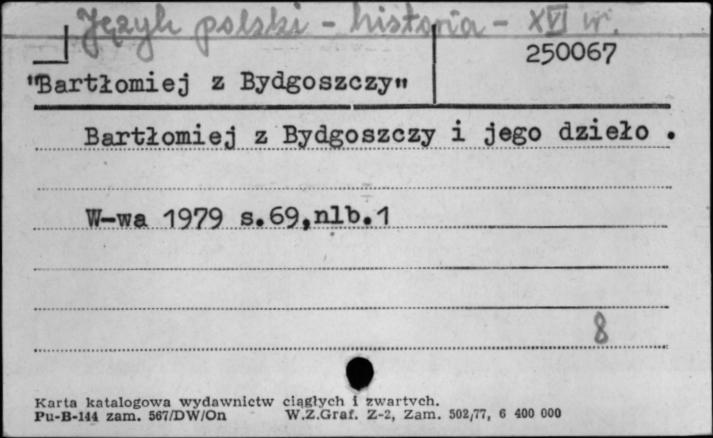 Język polski - historia - XVI w.
250067
"Bartłomiej z Bydgoszczy"
Bartłomiej z Bydgoszczy i jego dzieło .
W-wa 1979 s.69,nlb.1
8
Karta katalogowa wydawnictw ciągłych i zwartych.
Pu-B-144 zam. 567/DW/On W.Z.Graf. Z-2, Zam. 502/77, 6 400 000